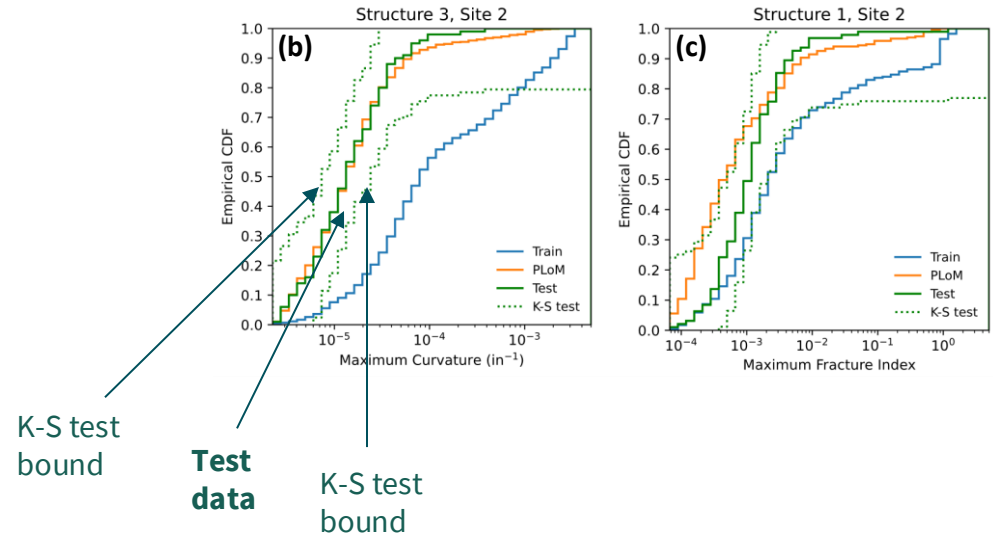 Structure 3, Site 2
(b)
Empirical CDF
1.0
0.9
0.8
0.7
0.6
0.5
0.4
0.3
0.2
0.1
0.0
Train
PLoM
Test
K-S test
10⁻⁵
10⁻⁴
10⁻³
Maximum Curvature (in⁻¹)
Structure 1, Site 2
(c)
Empirical CDF
1.0
0.9
0.8
0.7
0.6
0.5
0.4
0.3
0.2
0.1
0.0
Train
PLoM
Test
K-S test
10⁻⁴
10⁻³
10⁻²
10⁻¹
10⁰
Maximum Fracture Index
K-S test
bound
Test
data
K-S test
bound